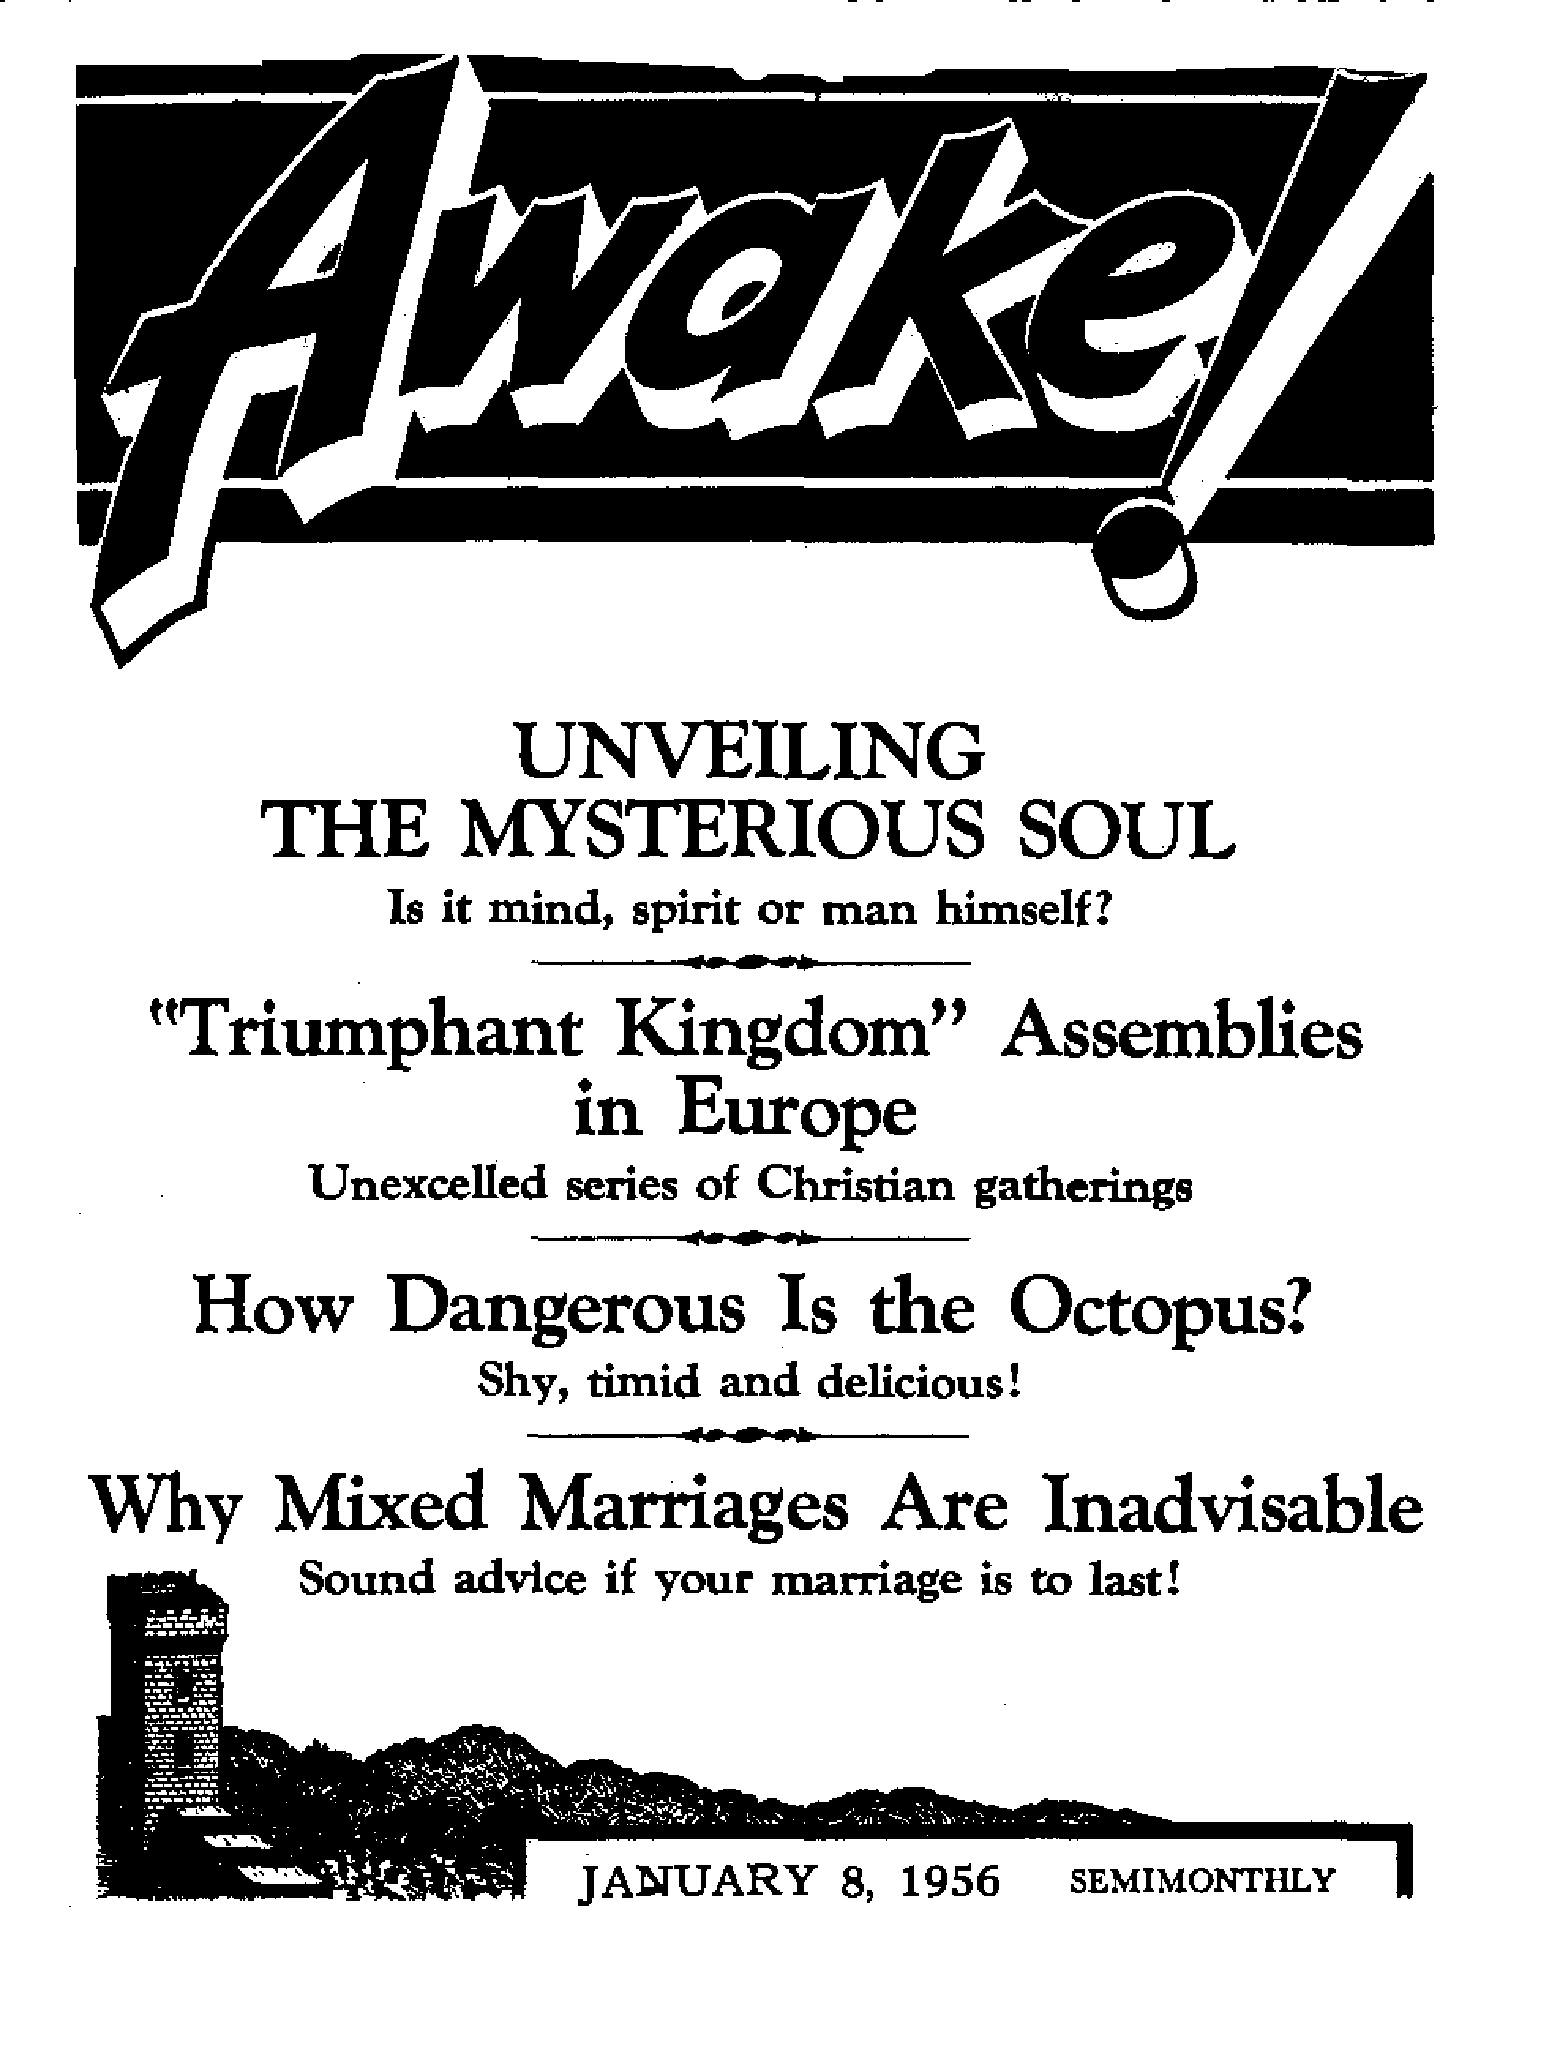 Awake!
UNVEILING
THE MYSTERIOUS SOUL
Is it mind, spirit or man himself?
"Triumphant Kingdom" Assemblies
in Europe
Unexcelled series of Christian gatherings
How Dangerous Is the Octopus?
Shy, timid and delicious!
Why Mixed Marriages Are Inadvisable
Sound advice if your marriage is to last!
JANUARY 8, 1956 SEMIMONTHLY